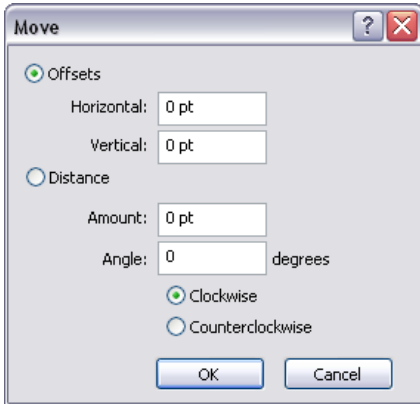 Move
?
Offsets
Horizontal: 0 pt
Vertical: 0 pt
Distance
Amount: 0 pt
Angle: 0 degrees
Clockwise
Counterclockwise
OK Cancel